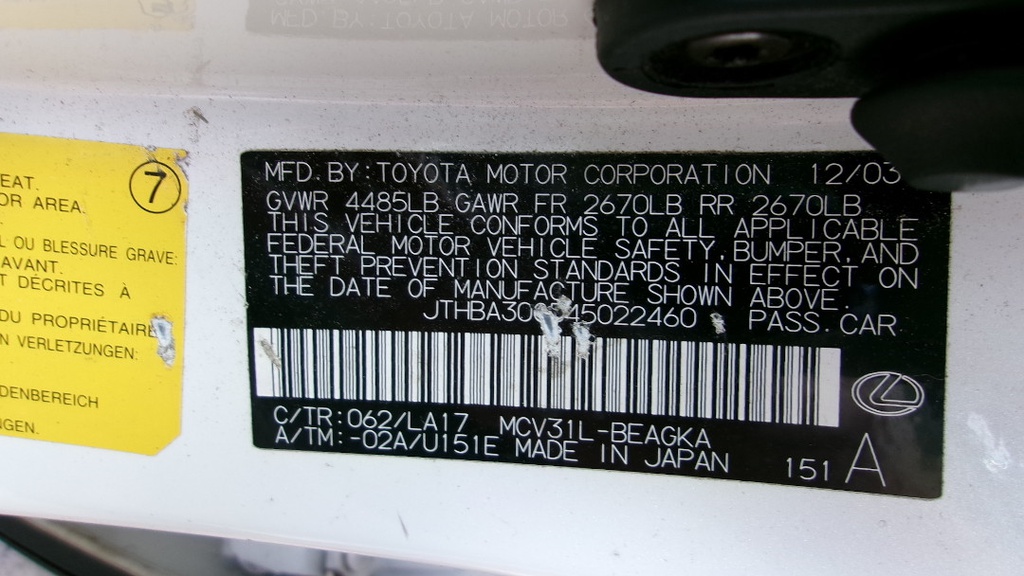 EAT.
OR AREA.
L OU BLESSURE GRAVE:
AVANT.
T DÉCRITES À
DU PROPRIÉTAIRE
N VERLETZUNGEN:
DENBEREICH
NGEN.
7
MFD. BY: TOYOTA MOTOR CORPORATION 12/03
GVWR 4485LB GAWR FR 2670LB RR 2670LB
THIS VEHICLE CONFORMS TO ALL APPLICABLE
FEDERAL MOTOR VEHICLE SAFETY, BUMPER, AND
THEFT PREVENTION STANDARDS IN EFFECT ON
THE DATE OF MANUFACTURE SHOWN ABOVE.
PASS. CAR
C/TR: 062/LA17 MCV31L-BEAGKA
A/TM: -02A/U151E MADE IN JAPAN
151 A